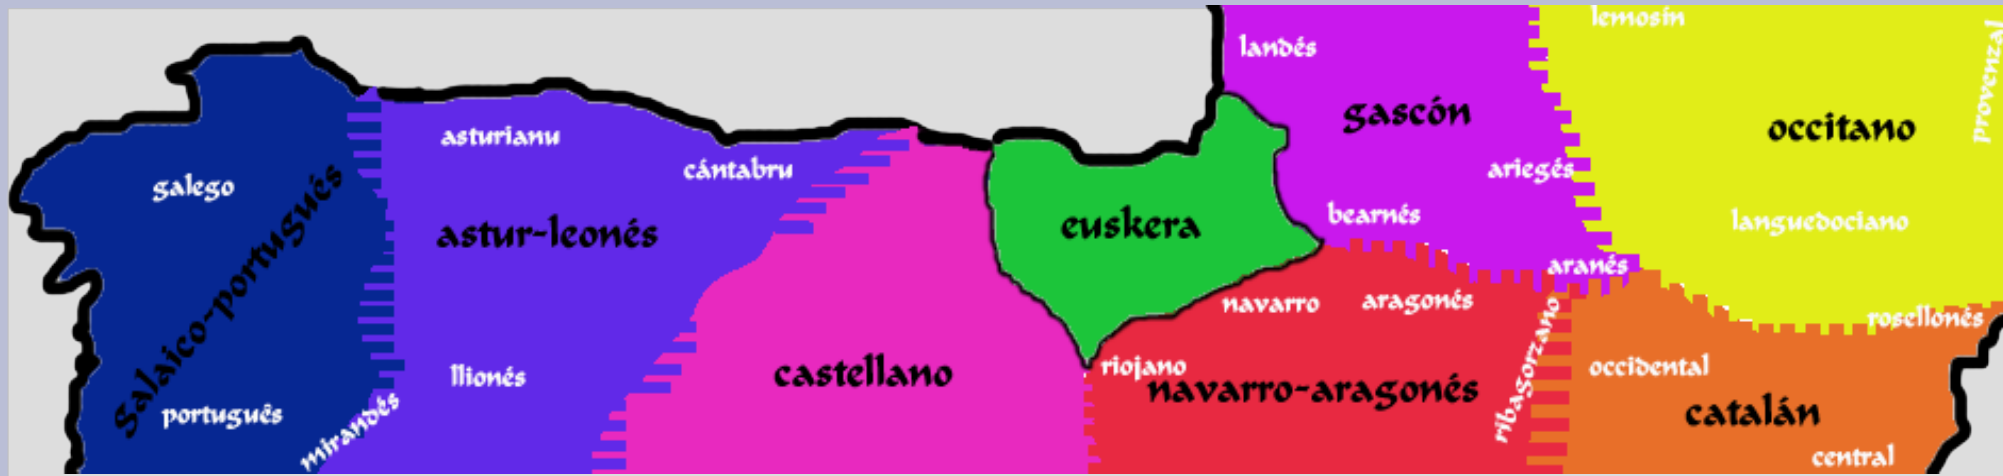 lemosín
provenzal
landés
gascón
occitano
asturianu
cántabru
ariegés
galego
bearnés
languedociano
euskera
astur-leonés
galaico-portugués
aranés
navarro
aragonés
rosellonés
riojano
ribagorzano
occidental
llionés
castellano
navarro-aragonés
catalán
portugués
mirandés
central